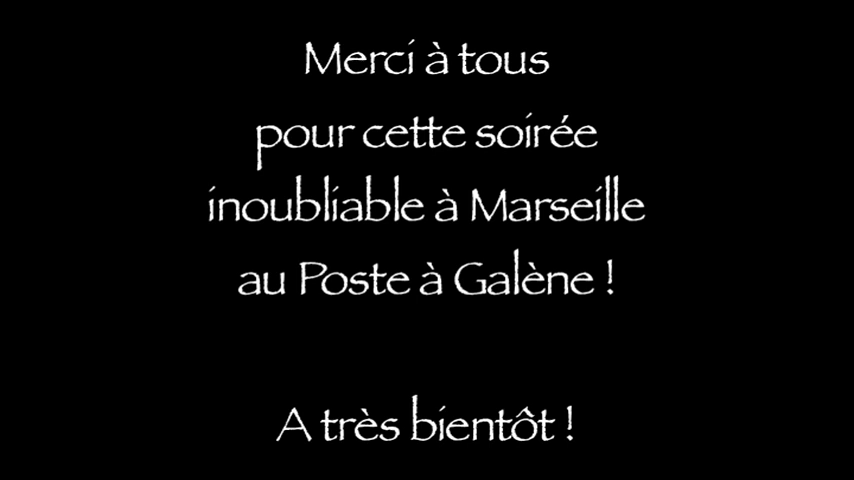 Merci à tous
pour cette soirée
inoubliable à Marseille
au Poste à Galène !
A très bientôt !